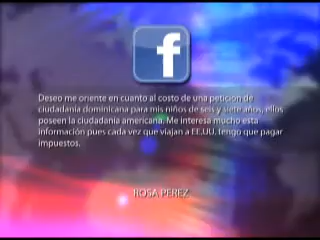 f
Deseo me oriente en cuanto al costo de una peticion de
ciudadanía dominicana para mis niños de seis y siete años, ellos
poseen la ciudadanía americana. Me interesa mucho esta
información pues cada vez que viajan a EE.UU. tengo que pagar
impuestos.
ROSA PEREZ